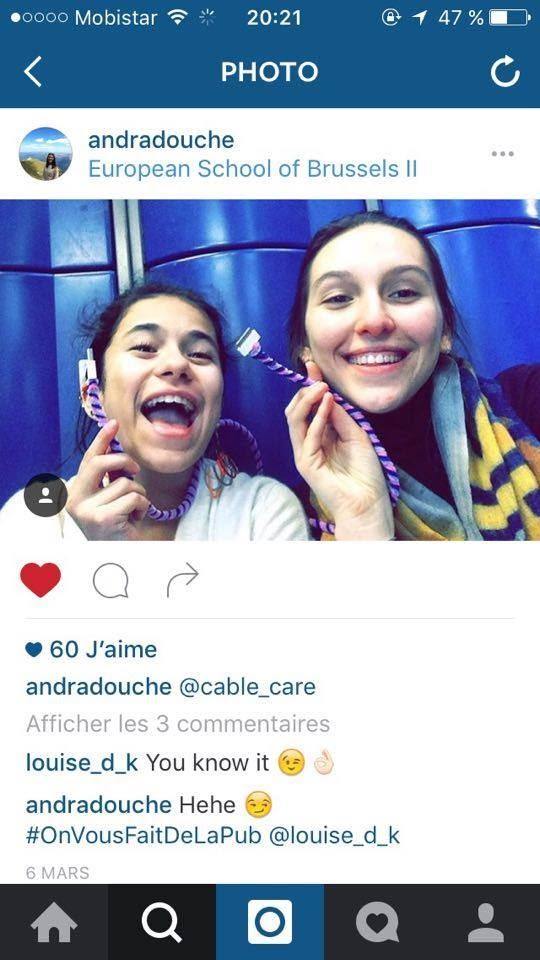 Mobistar 20:21 47 %
PHOTO
andradouche
European School of Brussels II
60 J'aime
andradouche @cable_care
Afficher les 3 commentaires
louise_d_k You know it 😉 👌🏻
andradouche Hehe 😏
#OnVousFaitDeLaPub @louise_d_k
6 MARS